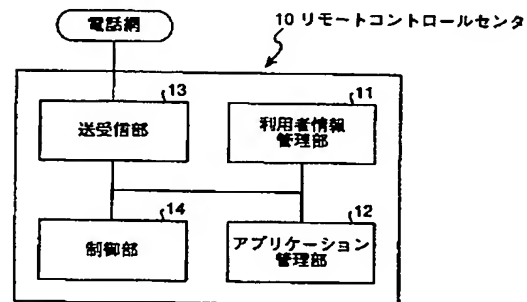 電話網
10 リモートコントロールセンタ
13
送受信部
11
利用者情報
管理部
14
制御部
12
アプリケーション
管理部